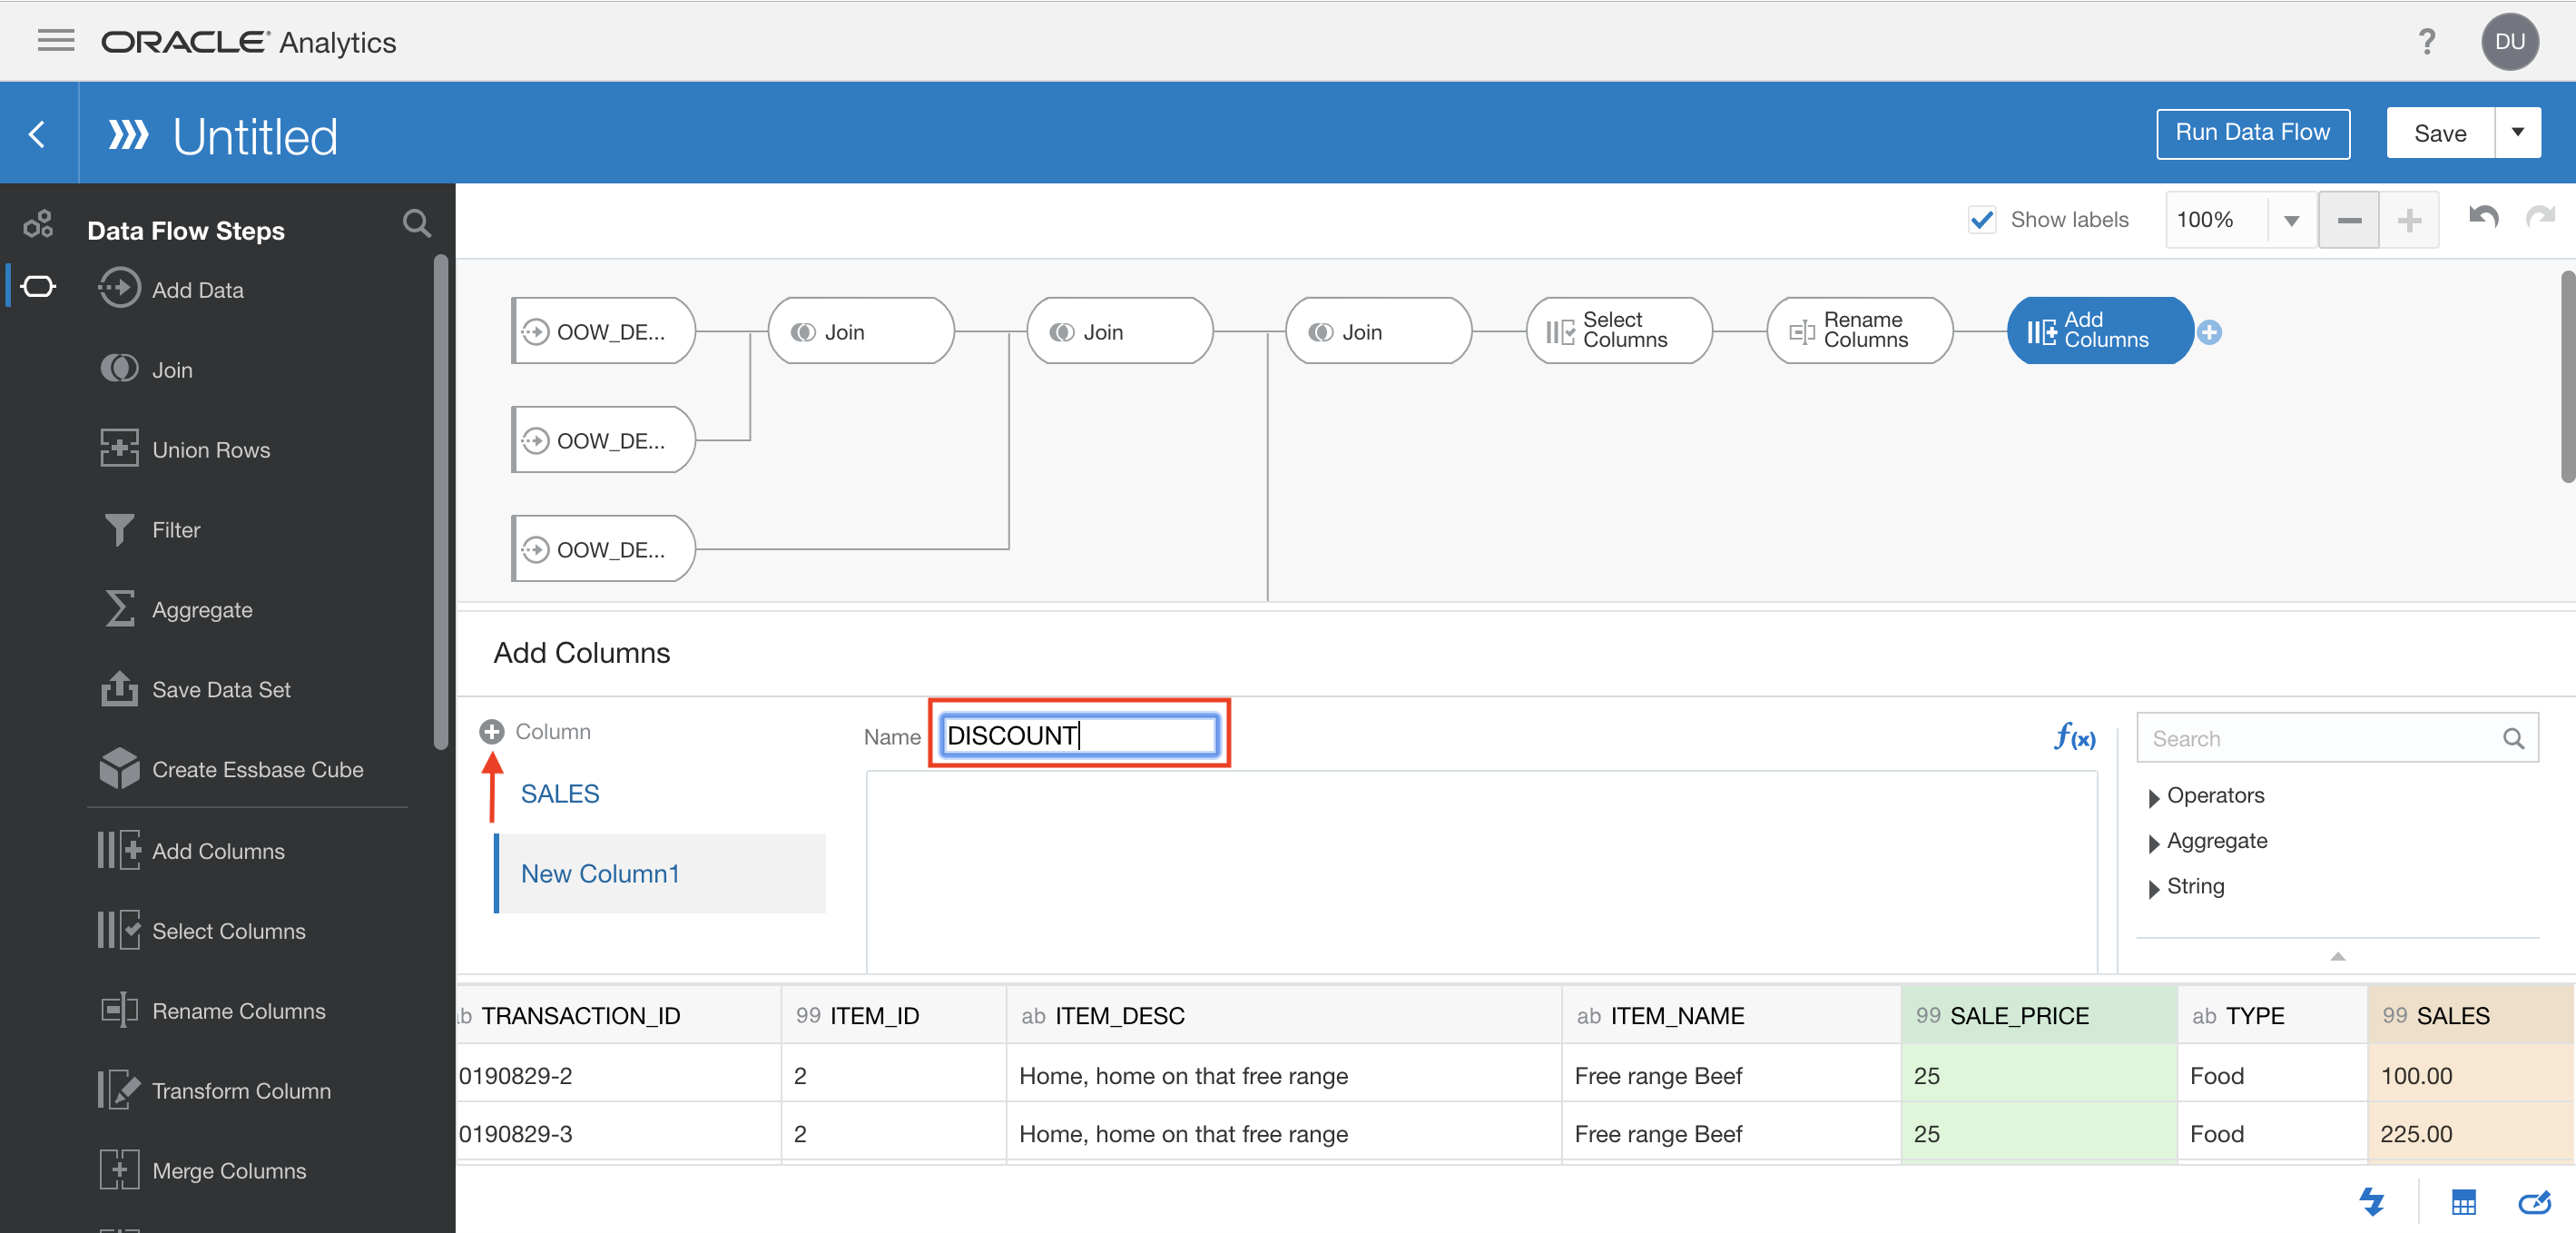 ORACLE® Analytics
? DU
Untitled
Run Data Flow
Save
Data Flow Steps
Show labels
100%
Add Data
Join
Union Rows
Filter
Aggregate
Save Data Set
Create Essbase Cube
Add Columns
Select Columns
Rename Columns
Transform Column
Merge Columns
OOW_DE...
Join
Join
Join
Select
Columns
Rename
Columns
Add
Columns
OOW_DE...
OOW_DE...
Add Columns
Column
SALES
New Column1
Name DISCOUNT
f(x)
Search
Operators
Aggregate
String
TRANSACTION_ID 99 ITEM_ID ab ITEM_DESC ab ITEM_NAME 99 SALE_PRICE ab TYPE 99 SALES
0190829-2 2 Home, home on that free range Free range Beef 25 Food 100.00
0190829-3 2 Home, home on that free range Free range Beef 25 Food 225.00